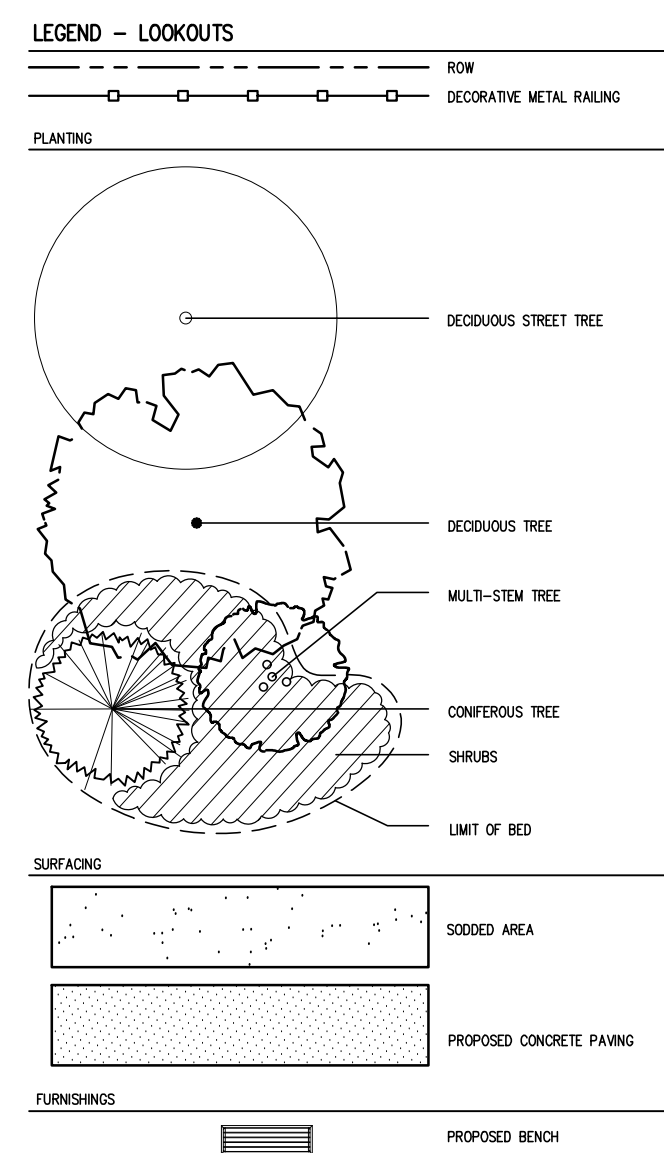 LEGEND – LOOKOUTS
ROW
DECORATIVE METAL RAILING
PLANTING
DECIDUOUS STREET TREE
DECIDUOUS TREE
MULTI-STEM TREE
CONIFEROUS TREE
SHRUBS
LIMIT OF BED
SURFACING
SODDED AREA
PROPOSED CONCRETE PAVING
FURNISHINGS
PROPOSED BENCH